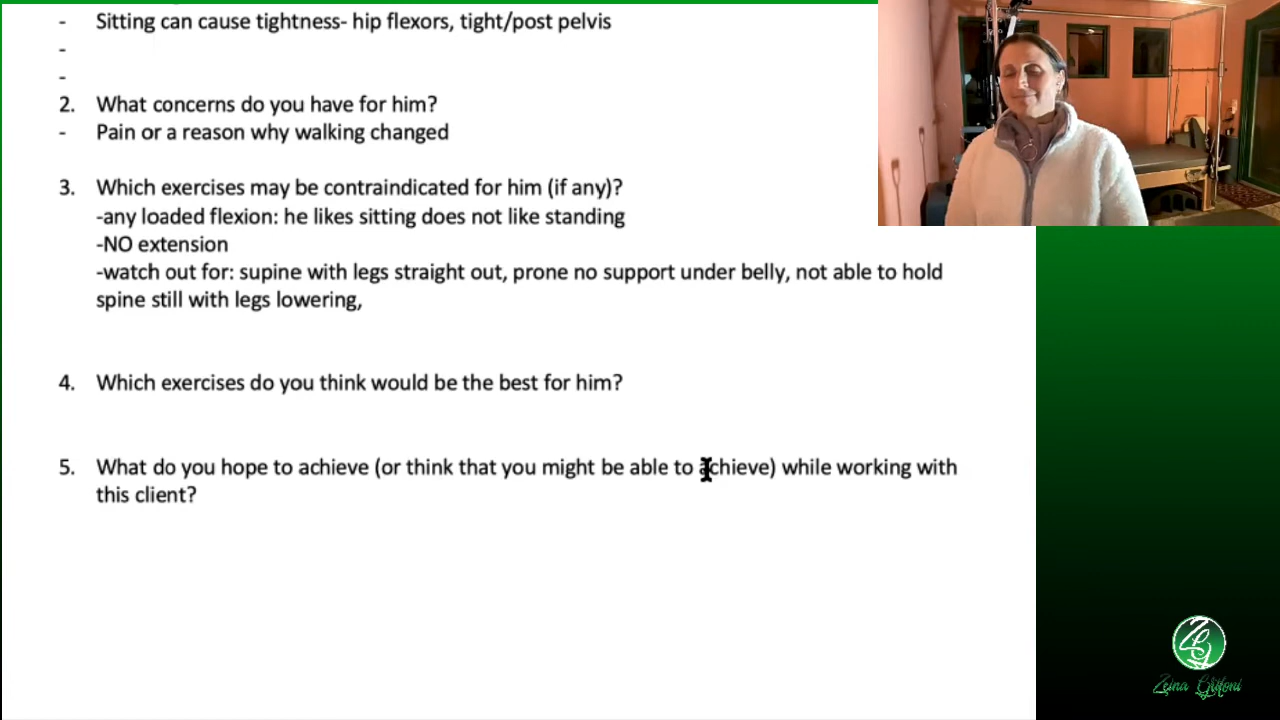 - Sitting can cause tightness- hip flexors, tight/post pelvis
-
-
2. What concerns do you have for him?
- Pain or a reason why walking changed
3. Which exercises may be contraindicated for him (if any)?
-any loaded flexion: he likes sitting does not like standing
-NO extension
-watch out for: supine with legs straight out, prone no support under belly, not able to hold
spine still with legs lowering,
4. Which exercises do you think would be the best for him?
5. What do you hope to achieve (or think that you might be able to achieve) while working with
this client?
Zeina Grifoni